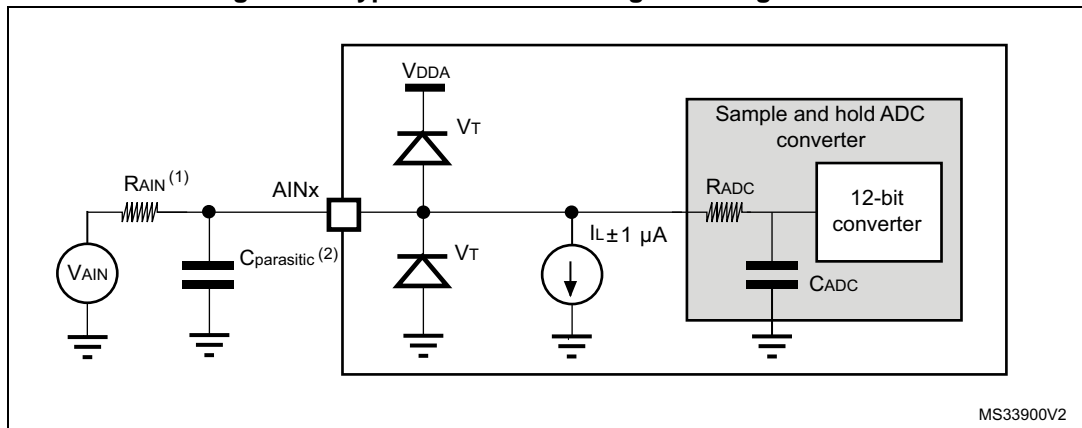 VDDA
Sample and hold ADC
converter
VT
RAIN (1)
AINx
RADC
12-bit
converter
IL±1 µA
VAIN
Cparasitic (2)
VT
CADC
MS33900V2